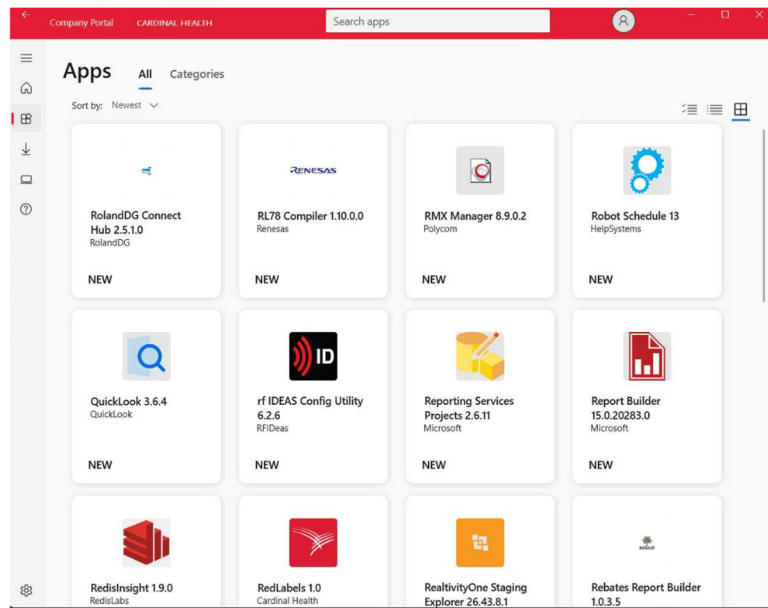 Company Portal CARDINAL HEALTH Search apps
Apps All Categories
Sort by: Newest
RENESAS
RolandDG Connect
Hub 2.5.1.0
RolandDG
NEW
RL78 Compiler 1.10.0.0
Renesas
NEW
RMX Manager 8.9.0.2
Polycom
NEW
Robot Schedule 13
HelpSystems
NEW
QuickLook 3.6.4
QuickLook
NEW
ID
rf IDEAS Config Utility
6.2.6
RFIDeas
NEW
Reporting Services
Projects 2.6.11
Microsoft
NEW
Report Builder
15.0.20283.0
Microsoft
NEW
RedisInsight 1.9.0
RedisLabs
RedLabels 1.0
Cardinal Health
RealtivityOne Staging
Explorer 26.43.8.1
Rebates Report Builder
1.0.3.5